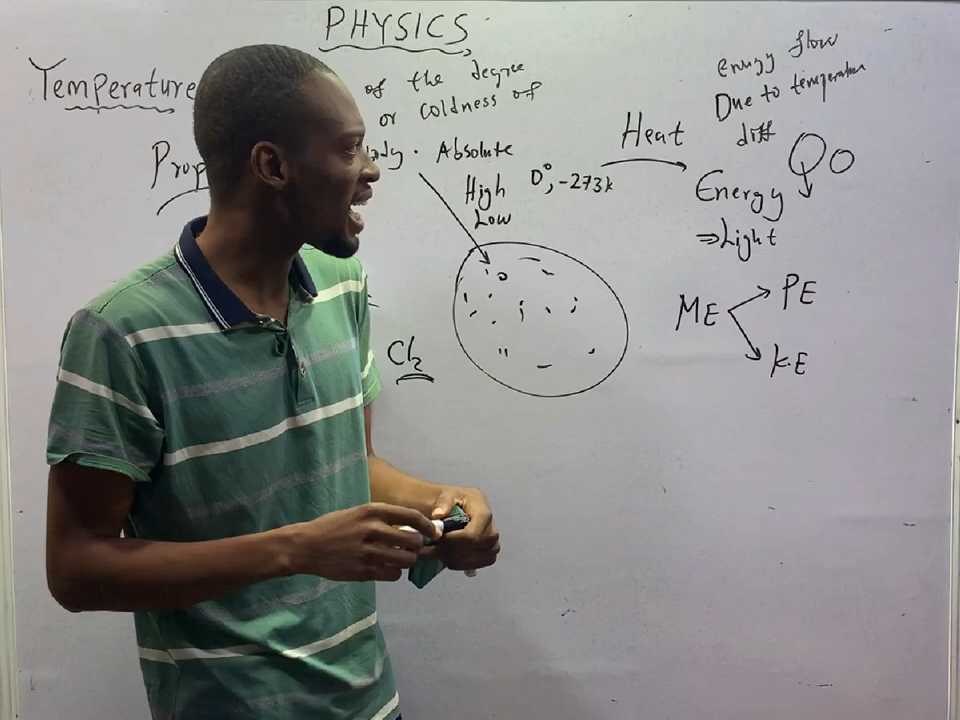 PHYSICS
Temperature
of the degree
or coldness of
body. Absolute
Prop
High
Low
0°, -273k
Heat
energy flow
Due to temperature
diff
Q
Energy
⇒Light
ME
PE
K.E
Cl₂